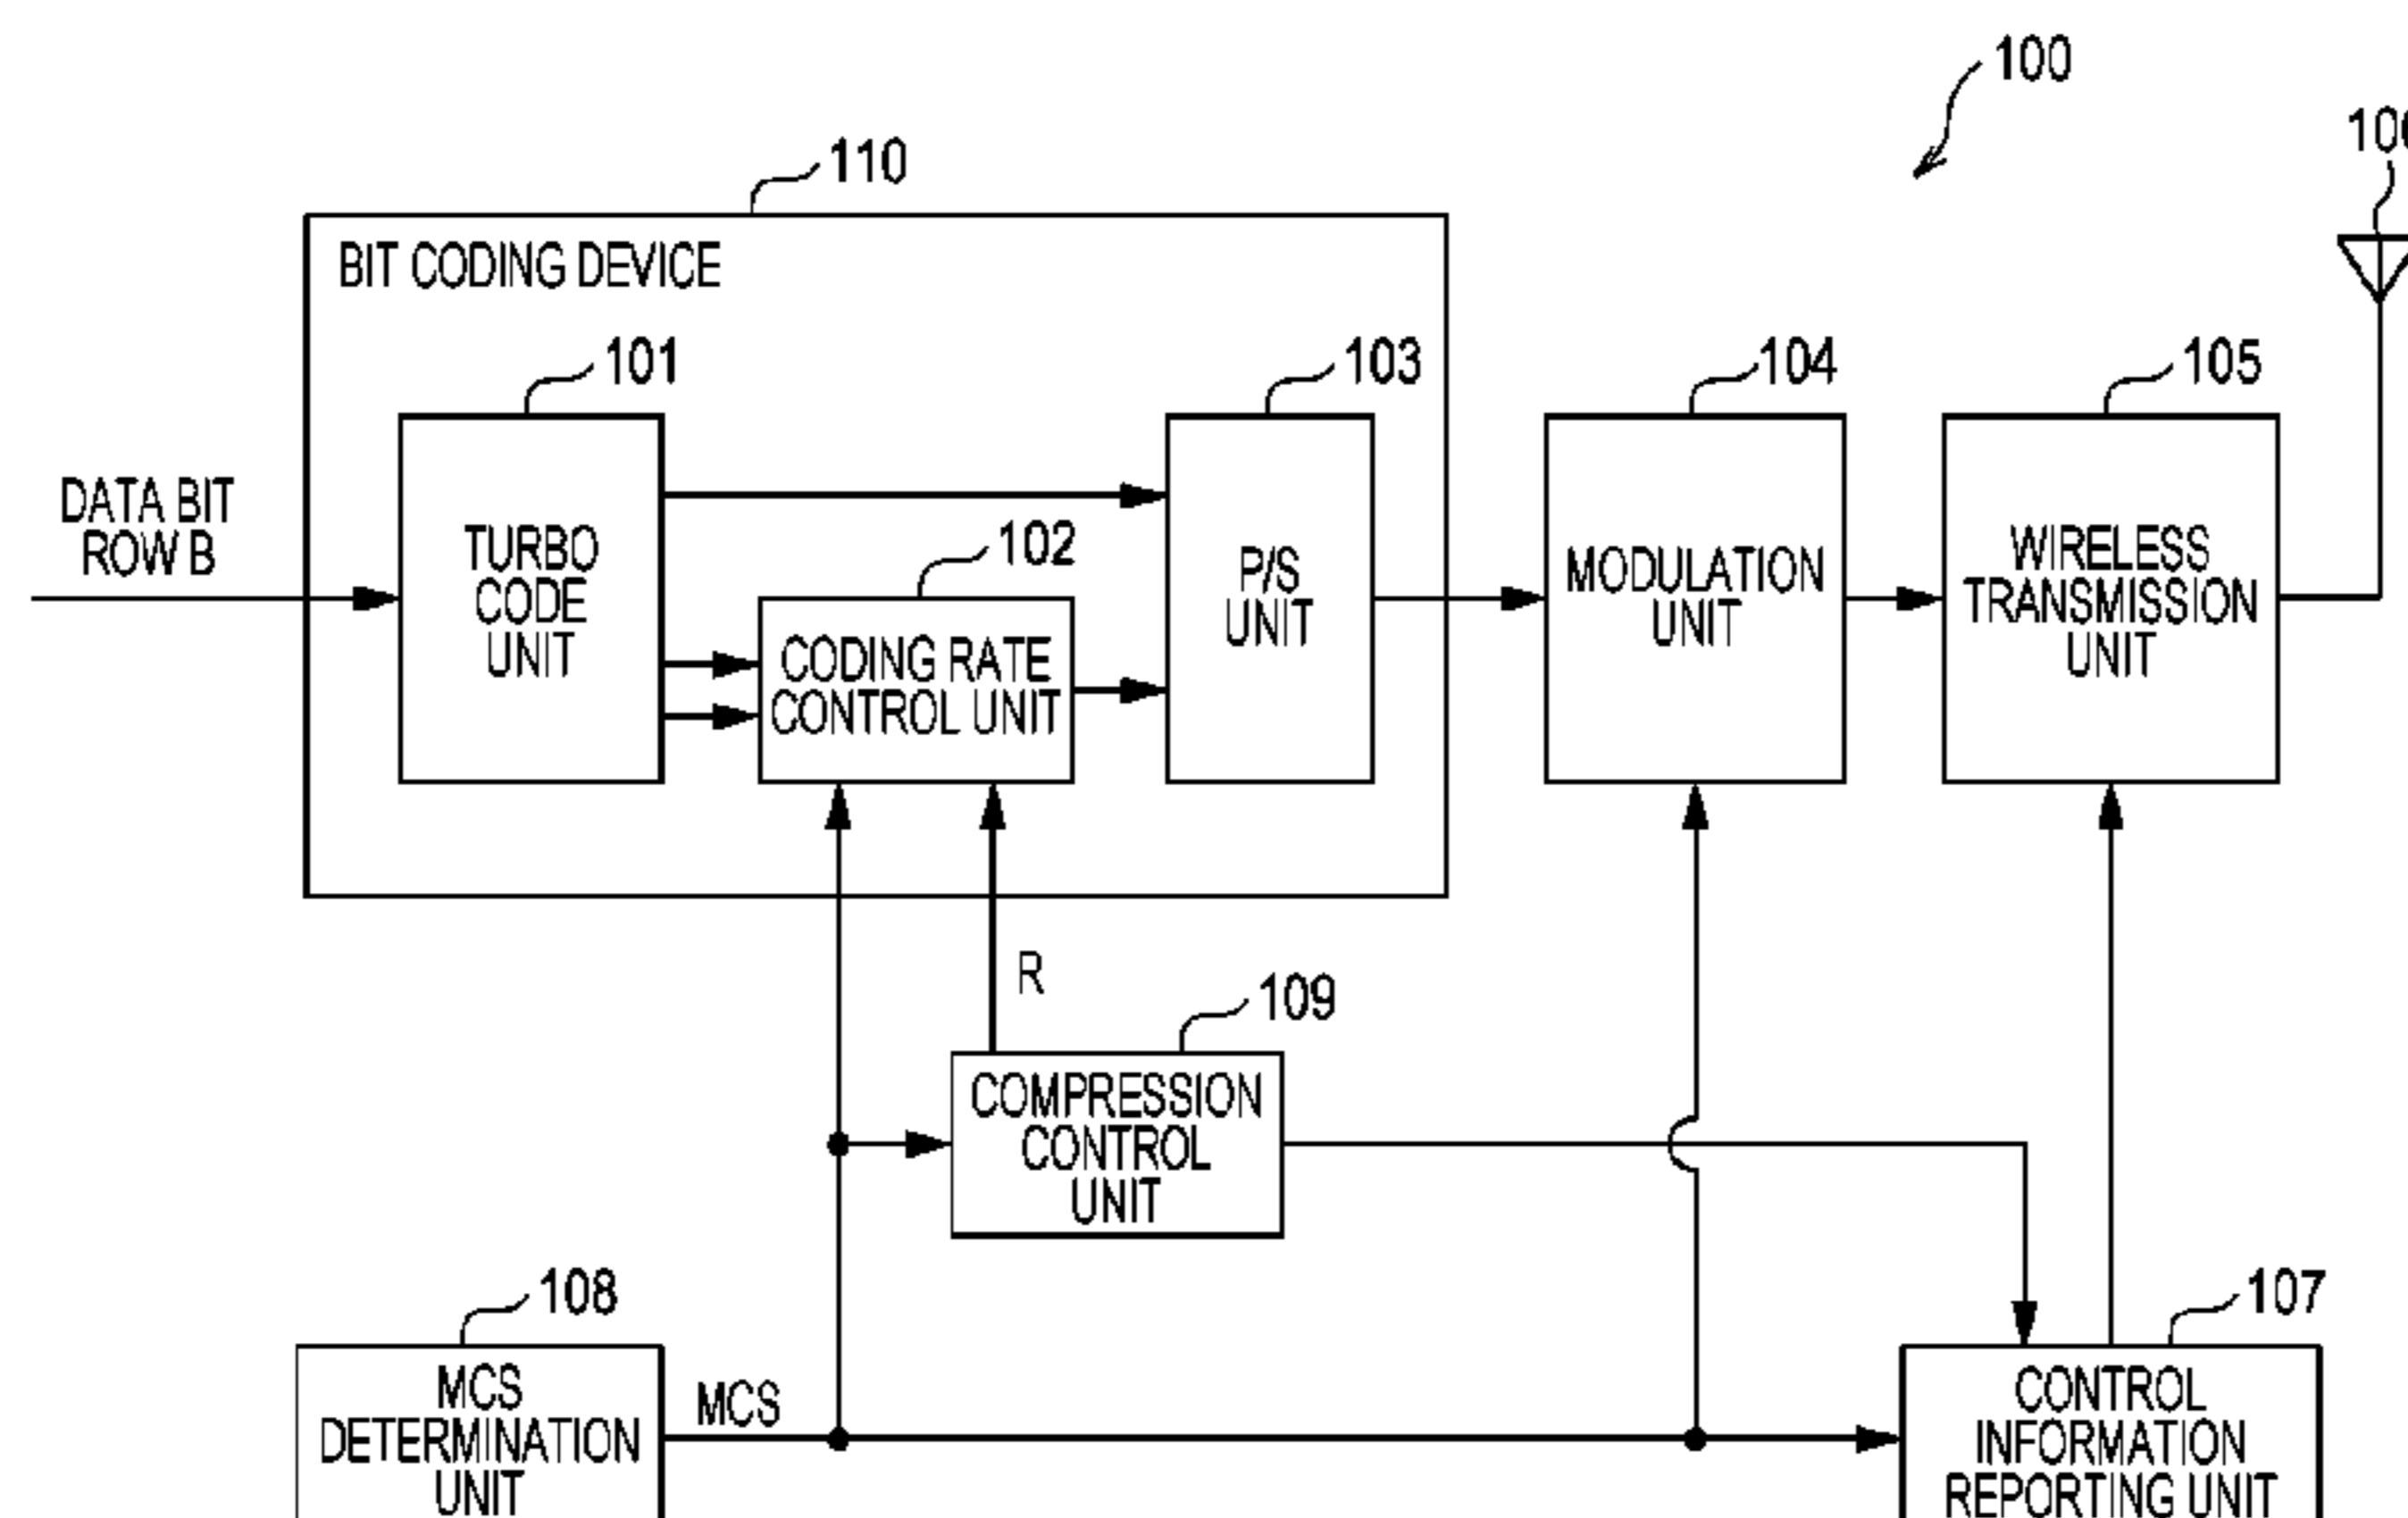 100
110
BIT CODING DEVICE
101
103
104
105
DATA BIT
ROW B
TURBO
CODE
UNIT
102
CODING RATE
CONTROL UNIT
P/S
UNIT
MODULATION
UNIT
WIRELESS
TRANSMISSION
UNIT
R
109
COMPRESSION
CONTROL
UNIT
108
107
MCS
DETERMINATION
UNIT
MCS
CONTROL
INFORMATION
REPORTING UNIT